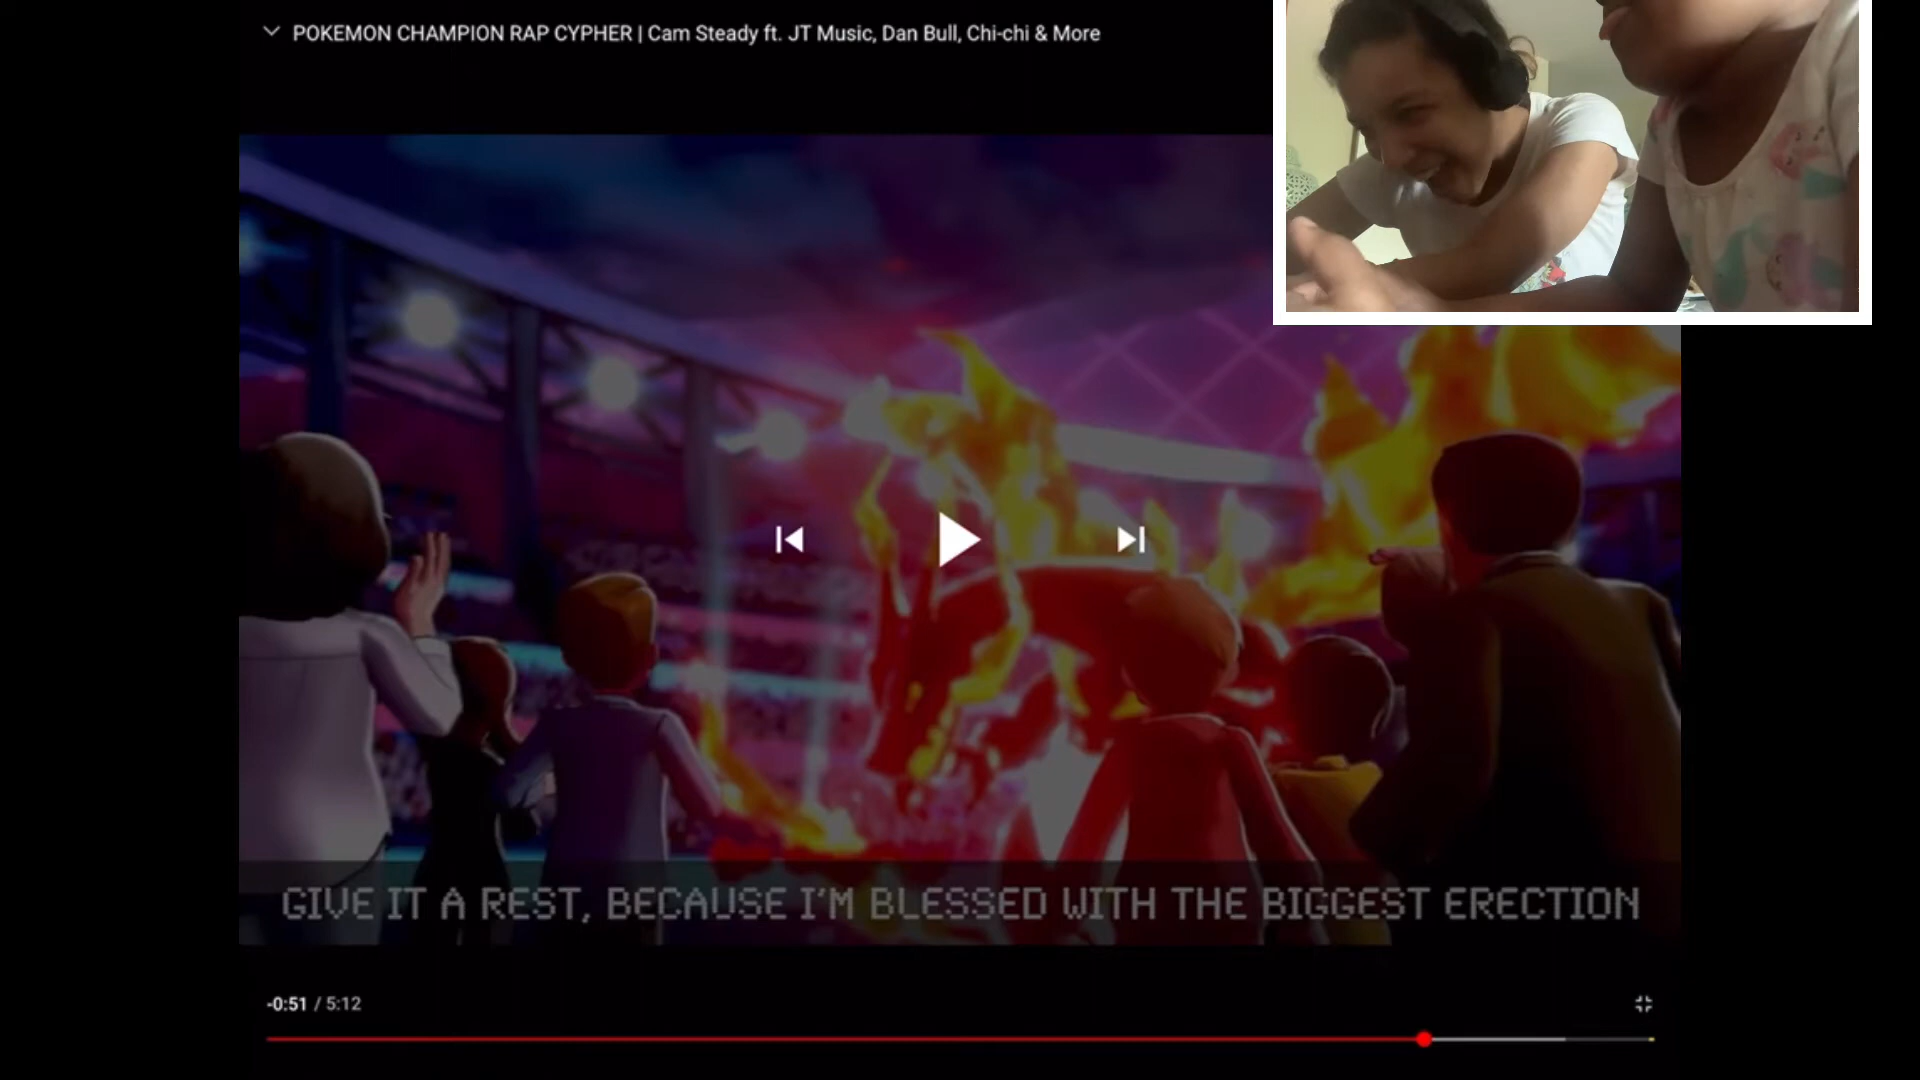 POKEMON CHAMPION RAP CYPHER | Cam Steady ft. JT Music, Dan Bull, Chi-chi & More
GIVE IT A REST, BECAUSE I'M BLESSED WITH THE BIGGEST ERECTION
-0:51 / 5:12